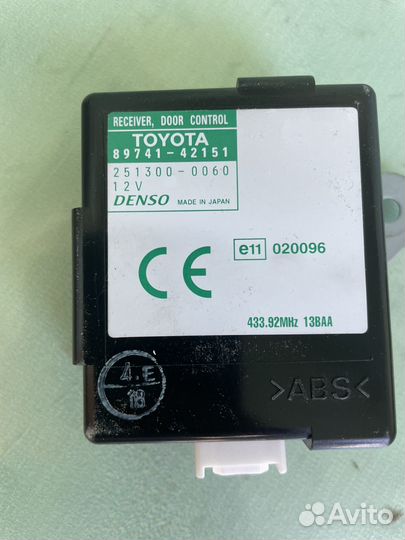 RECEIVER, DOOR CONTROL
TOYOTA
89741-42151
251300-0060
12V
DENSO MADE IN JAPAN
CE
e11 020096
433.92MHz 13BAA
4.E
18
>ABS<
Avito